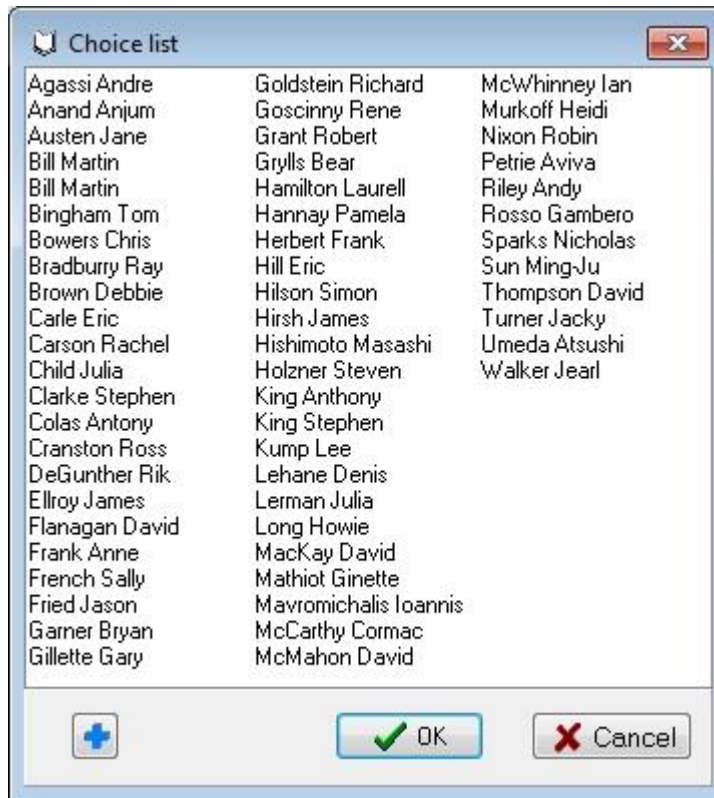 Choice list
Agassi Andre
Anand Anjum
Austen Jane
Bill Martin
Bill Martin
Bingham Tom
Bowers Chris
Bradburry Ray
Brown Debbie
Carle Eric
Carson Rachel
Child Julia
Clarke Stephen
Colas Antony
Cranston Ross
DeGunther Rik
Ellroy James
Flanagan David
Frank Anne
French Sally
Fried Jason
Garner Bryan
Gillette Gary
Goldstein Richard
Goscinny Rene
Grant Robert
Grylls Bear
Hamilton Laurell
Hannay Pamela
Herbert Frank
Hill Eric
Hilson Simon
Hirsh James
Hishimoto Masashi
Holzner Steven
King Anthony
King Stephen
Kump Lee
Lehane Denis
Lerman Julia
Long Howie
MacKay David
Mathiot Ginette
Mavromichalis Ioannis
McCarthy Cormac
McMahon David
McWhinney Ian
Murkoff Heidi
Nixon Robin
Petrie Aviva
Riley Andy
Rosso Gambero
Sparks Nicholas
Sun Ming-Ju
Thompson David
Turner Jacky
Umeda Atsushi
Walker Jearl
OK
Cancel